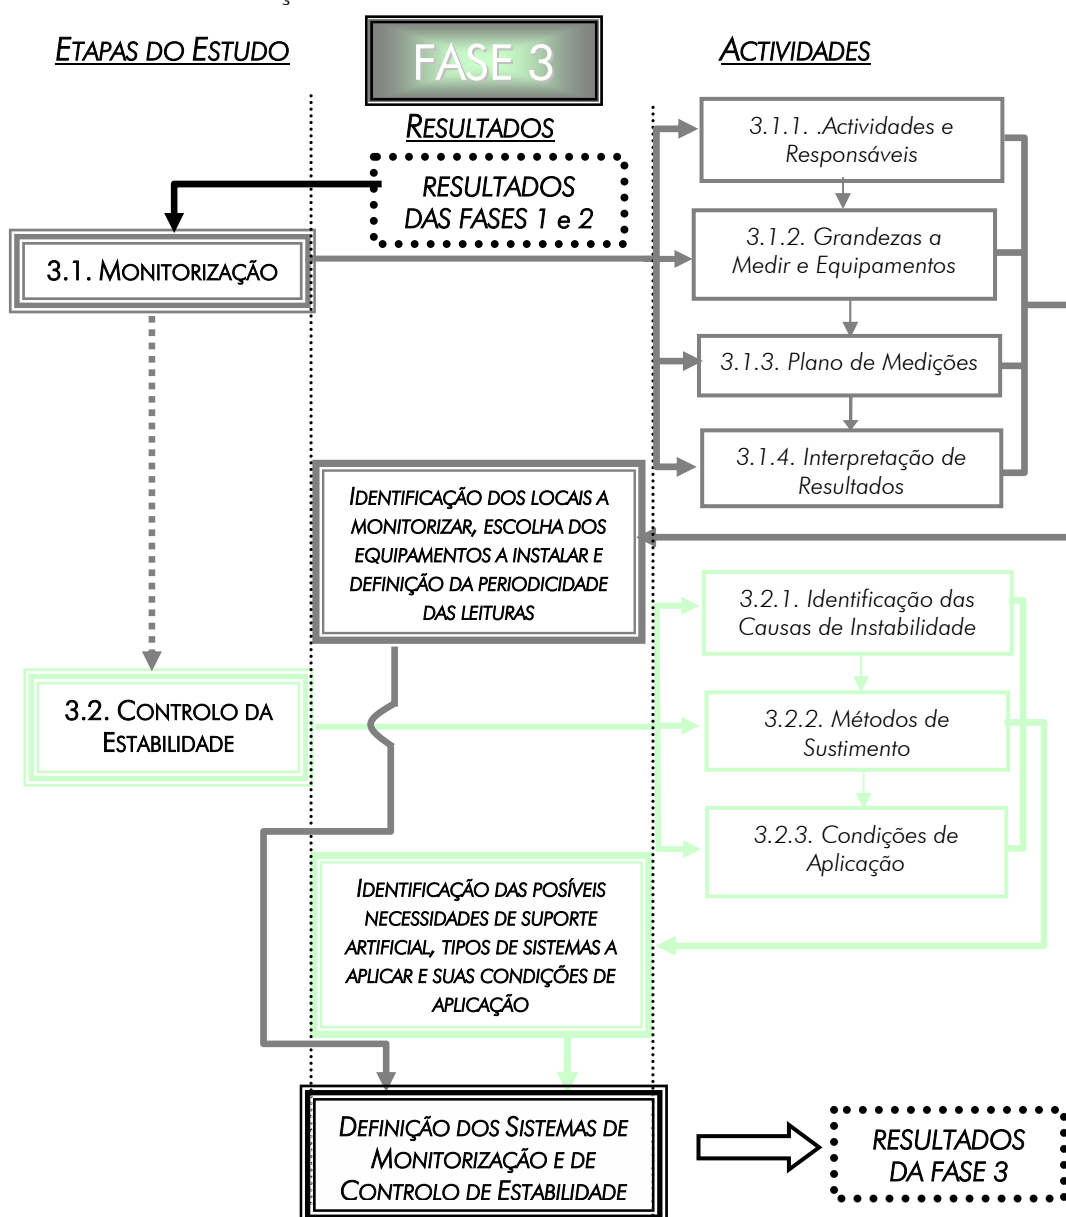 ETAPAS DO ESTUDO
FASE 3
ACTIVIDADES
RESULTADOS
RESULTADOS
DAS FASES 1 e 2
3.1. MONITORIZAÇÃO
3.1.1. .Actividades e
Responsáveis
3.1.2. Grandezas a
Medir e Equipamentos
3.1.3. Plano de Medições
3.1.4. Interpretação de
Resultados
IDENTIFICAÇÃO DOS LOCAIS A
MONITORIZAR, ESCOLHA DOS
EQUIPAMENTOS A INSTALAR E
DEFINIÇÃO DA PERIODICIDADE
DAS LEITURAS
3.2. CONTROLO DA
ESTABILIDADE
3.2.1. Identificação das
Causas de Instabilidade
3.2.2. Métodos de
Sustimento
3.2.3. Condições de
Aplicação
IDENTIFICAÇÃO DAS POSÍVEIS
NECESSIDADES DE SUPORTE
ARTIFICIAL, TIPOS DE SISTEMAS A
APLICAR E SUAS CONDIÇÕES DE
APLICAÇÃO
DEFINIÇÃO DOS SISTEMAS DE
MONITORIZAÇÃO E DE
CONTROLO DE ESTABILIDADE
RESULTADOS
DA FASE 3